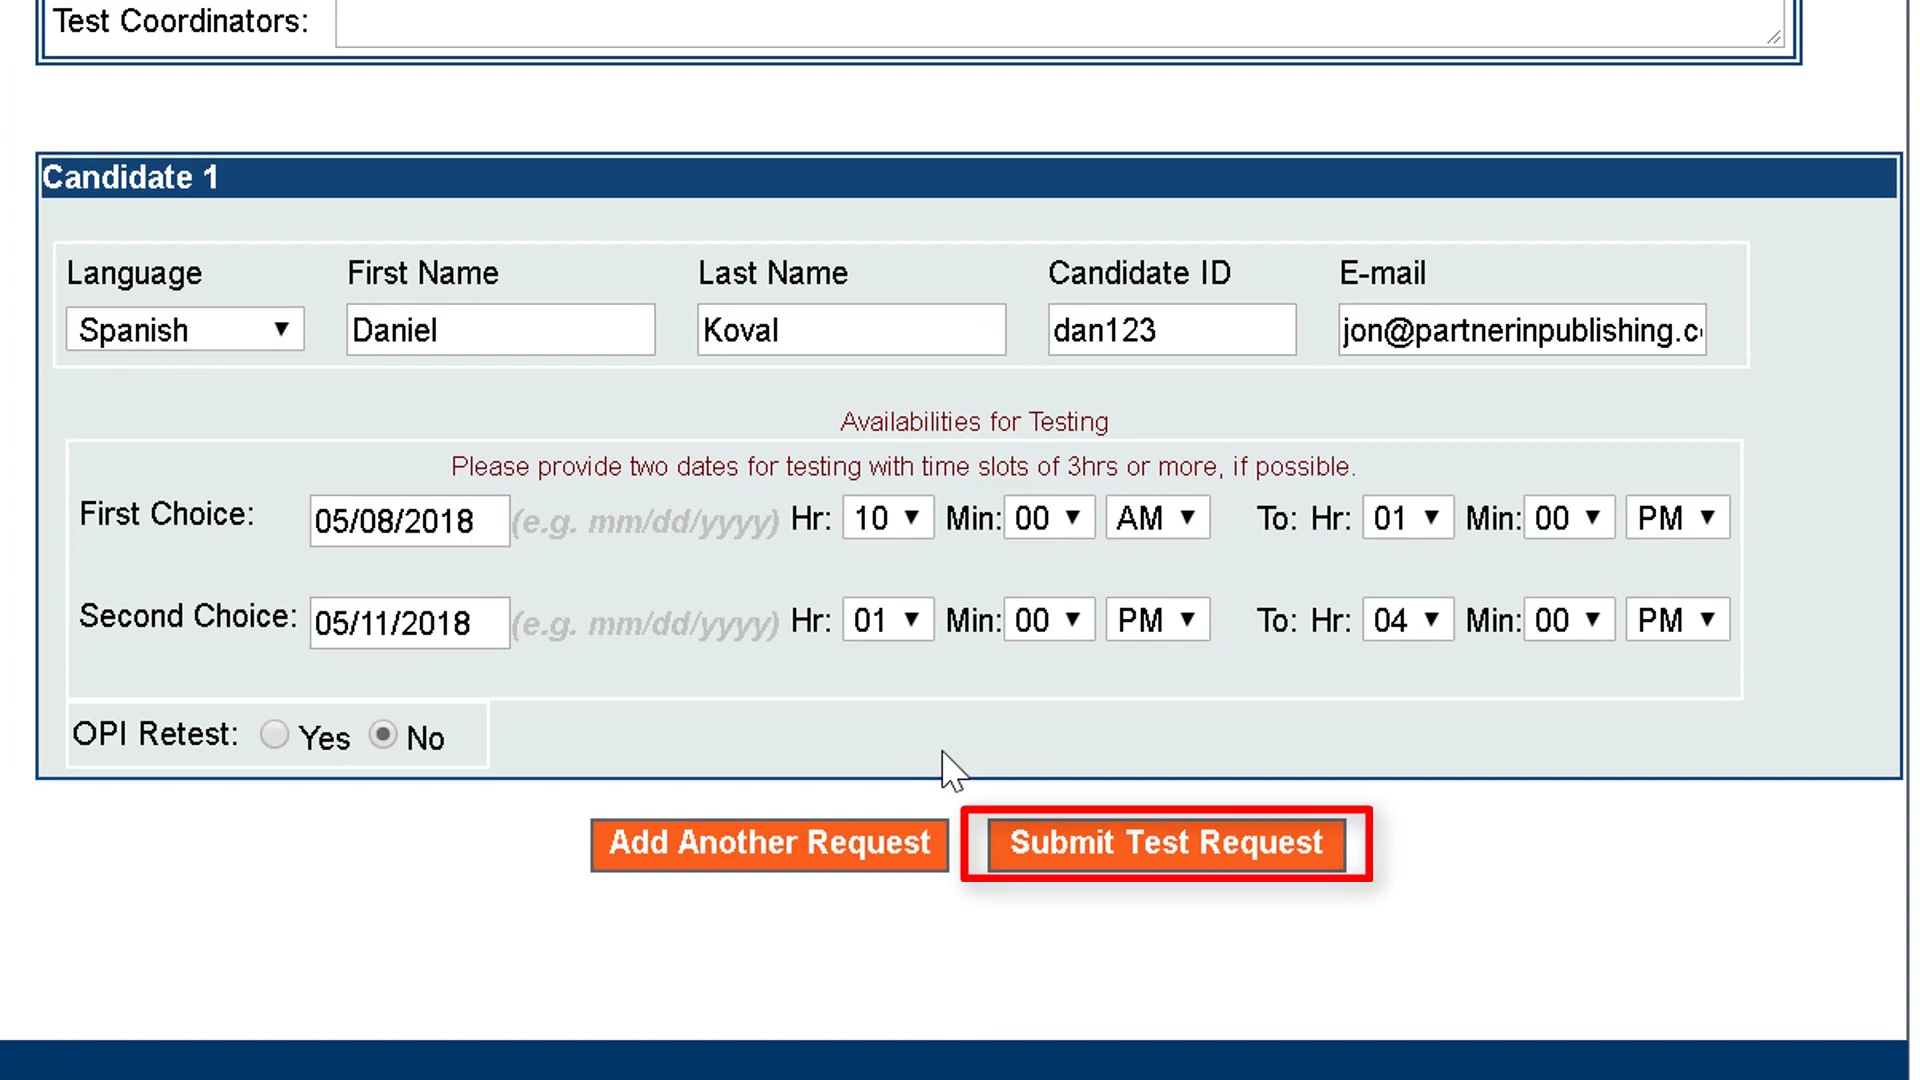 Test Coordinators:
Candidate 1
Language First Name Last Name Candidate ID E-mail
Spanish Daniel Koval dan123 jon@partnerinpublishing.c
Availabilities for Testing
Please provide two dates for testing with time slots of 3hrs or more, if possible.
First Choice: 05/08/2018 (e.g. mm/dd/yyyy) Hr: 10 Min: 00 AM To: Hr: 01 Min: 00 PM
Second Choice: 05/11/2018 (e.g. mm/dd/yyyy) Hr: 01 Min: 00 PM To: Hr: 04 Min: 00 PM
OPI Retest: Yes No
Add Another Request Submit Test Request